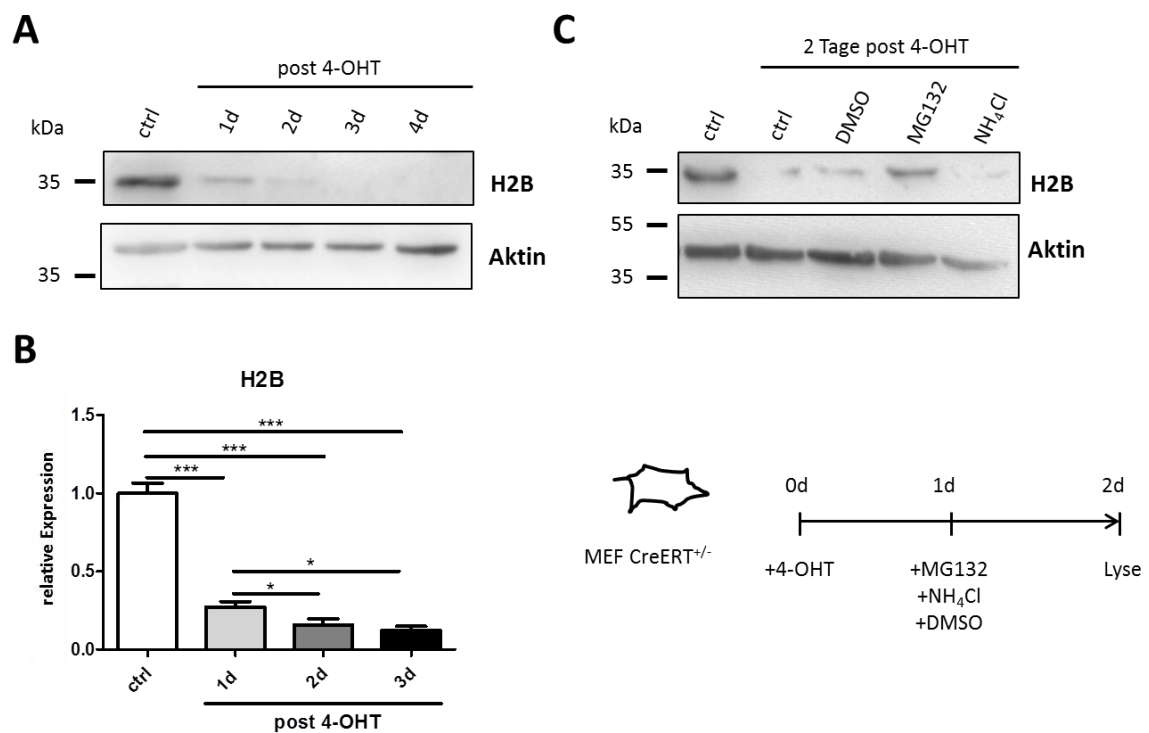 A
post 4-OHT
kDa
ctrl
1d
2d
3d
4d
35
H2B
35
Aktin
B
H2B
relative Expression
1.5
1.0
0.5
0.0
***
***
***
*
*
ctrl
1d
2d
3d
post 4-OHT
C
2 Tage post 4-OHT
kDa
ctrl
ctrl
DMSO
MG132
NH₄Cl
35
H2B
55
Aktin
35
MEF CreERT⁺/⁻
0d
1d
2d
+4-OHT
+MG132
+NH₄Cl
+DMSO
Lyse